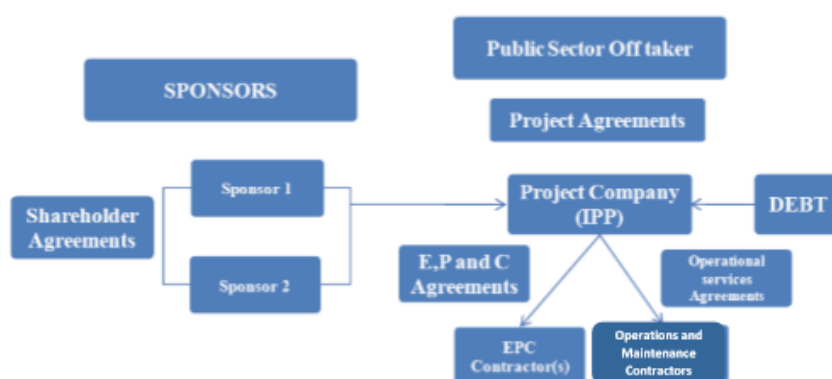 Public Sector Off taker
SPONSORS
Project Agreements
Sponsor 1
Project Company
(IPP)
DEBT
Shareholder
Agreements
Sponsor 2
E,P and C
Agreements
Operational
services
Agreements
EPC
Contractor(s)
Operations and
Maintenance
Contractors